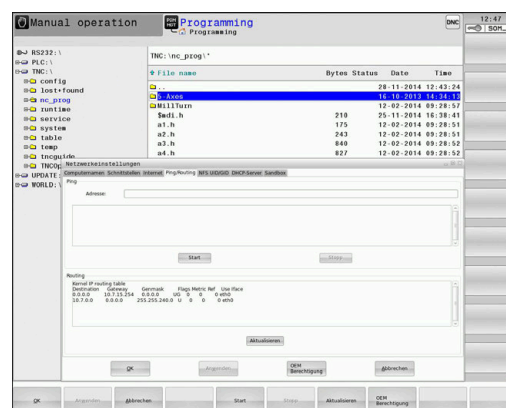 Manual operation
PGM
MGT
Programming
Programming
DNC
12:47
SOM_
RS232:\
PLC:\
TNC:\
config
lost+found
nc_prog
runtime
service
system
table
temp
tncguide
UPDATE:
WORLD:\
TNC:\nc_prog\*
File name Bytes Status Date Time
.. 28-11-2014 12:43:24
5-Axes 16-10-2013 14:34:13
MillTurn 12-02-2014 09:28:57
$mdi.h 210 25-11-2014 16:38:41
a1.h 175 12-02-2014 09:28:51
a2.h 243 12-02-2014 09:28:51
a3.h 840 12-02-2014 09:28:52
a4.h 827 12-02-2014 09:28:52
Netzwerkeinstellungen
Computernamen Schnittstellen Internet Ping/Routing NFS UID/GID DHCP-Server Sandbox
Ping
Adresse:
Start Stopp
Routing
Kernel IP routing table
Destination Gateway Genmask Flags Metric Ref Use Iface
0.0.0.0 10.7.15.254 0.0.0.0 UG 0 0 0 eth0
10.7.0.0 0.0.0.0 255.255.240.0 U 0 0 0 eth0
Aktualisieren
OK Anwenden OEM Berechtigung Abbrechen
OK Anwenden Abbrechen Start Stopp Aktualisieren OEM Berechtigung